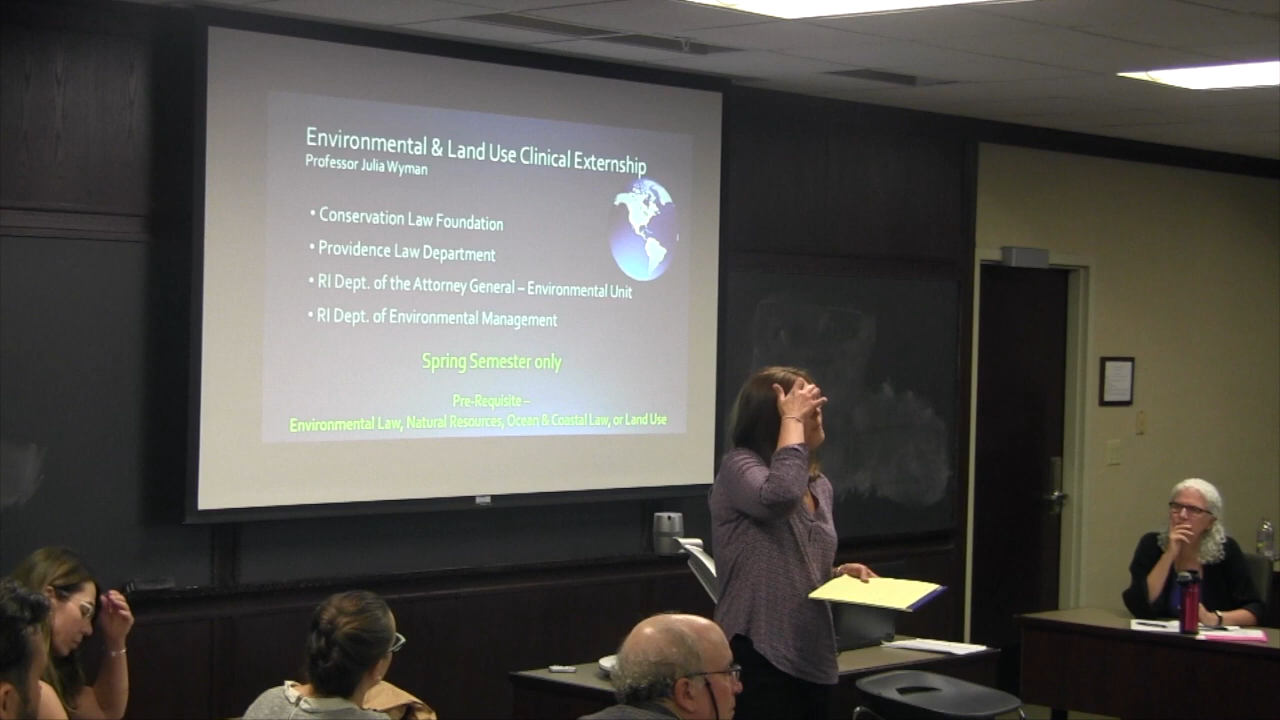 Environmental & Land Use Clinical Externship
Professor Julia Wyman
• Conservation Law Foundation
• Providence Law Department
• RI Dept. of the Attorney General – Environmental Unit
• RI Dept. of Environmental Management
Spring Semester only
Pre-Requisite –
Environmental Law, Natural Resources, Ocean & Coastal Law, or Land Use